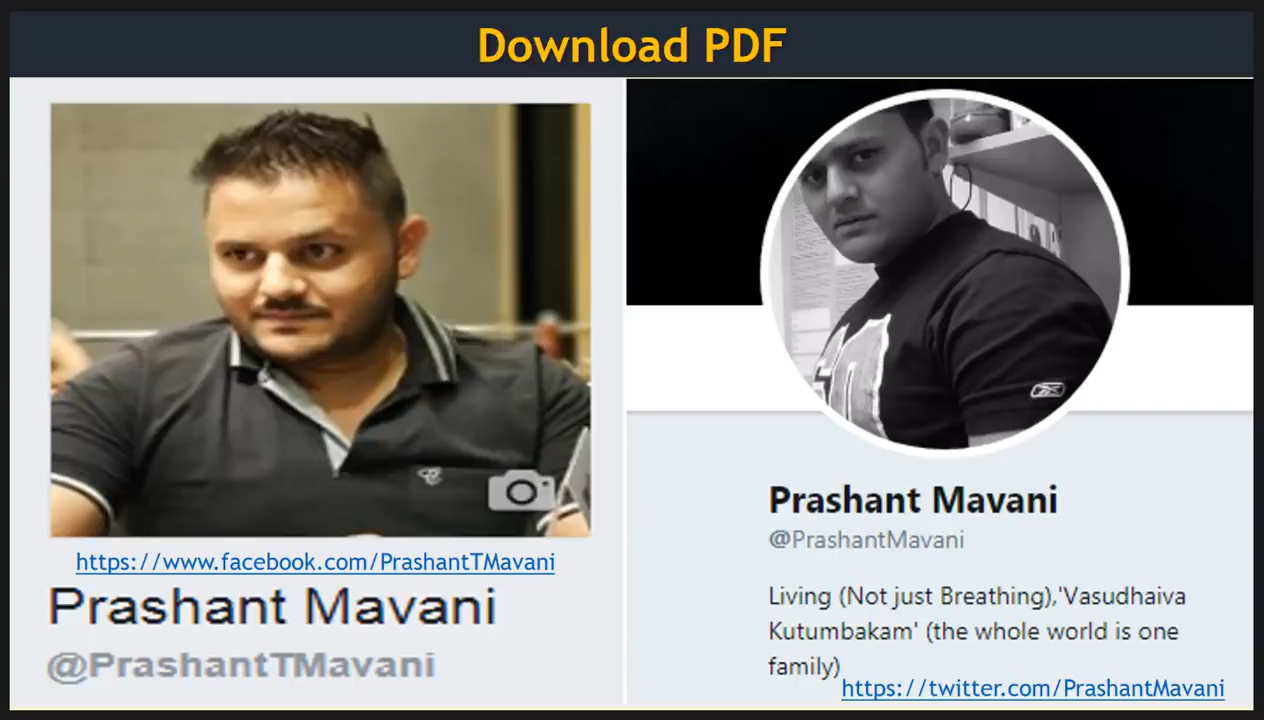 Download PDF
https://www.facebook.com/PrashantTMavani
Prashant Mavani
@PrashantTMavani
Prashant Mavani
@PrashantMavani
Living (Not just Breathing),'Vasudhaiva
Kutumbakam' (the whole world is one
family)
https://twitter.com/PrashantMavani